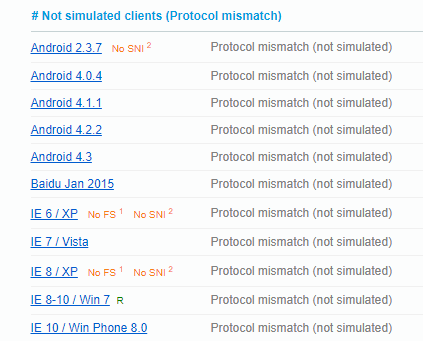 # Not simulated clients (Protocol mismatch)
Android 2.3.7 No SNI 2 Protocol mismatch (not simulated)
Android 4.0.4 Protocol mismatch (not simulated)
Android 4.1.1 Protocol mismatch (not simulated)
Android 4.2.2 Protocol mismatch (not simulated)
Android 4.3 Protocol mismatch (not simulated)
Baidu Jan 2015 Protocol mismatch (not simulated)
IE 6 / XP No FS 1 No SNI 2 Protocol mismatch (not simulated)
IE 7 / Vista Protocol mismatch (not simulated)
IE 8 / XP No FS 1 No SNI 2 Protocol mismatch (not simulated)
IE 8-10 / Win 7 R Protocol mismatch (not simulated)
IE 10 / Win Phone 8.0 Protocol mismatch (not simulated)